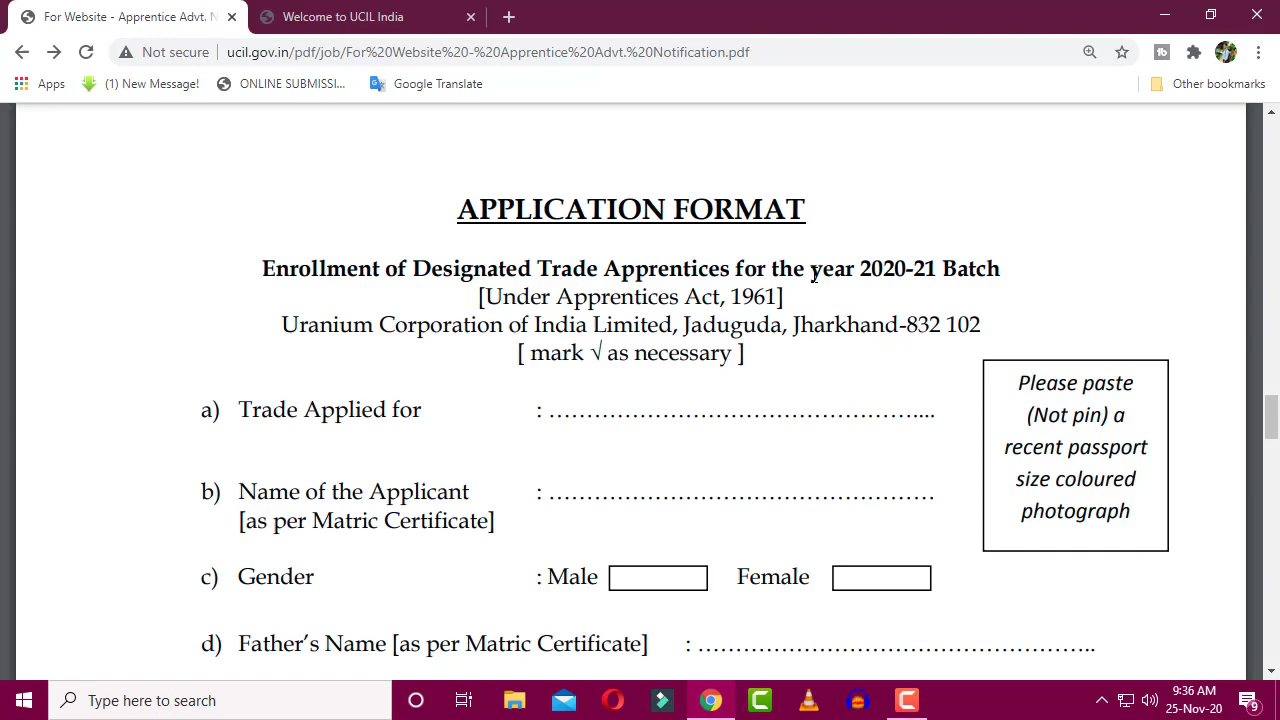 For Website - Apprentice Advt. N
Welcome to UCIL India
Not secure
ucil.gov.in/pdf/job/For%20Website%20-%20Apprentice%20Advt.%20Notification.pdf
Apps
(1) New Message!
ONLINE SUBMISSI...
Google Translate
Other bookmarks
APPLICATION FORMAT
Enrollment of Designated Trade Apprentices for the year 2020-21 Batch
[Under Apprentices Act, 1961]
Uranium Corporation of India Limited, Jaduguda, Jharkhand-832 102
[ mark √ as necessary ]
Please paste
(Not pin) a
recent passport
size coloured
photograph
a) Trade Applied for : …………………………………………...
b) Name of the Applicant : …………………………………………
[as per Matric Certificate]
c) Gender : Male Female
d) Father’s Name [as per Matric Certificate] : …………………………………………..
Type here to search
9:36 AM
25-Nov-20
9